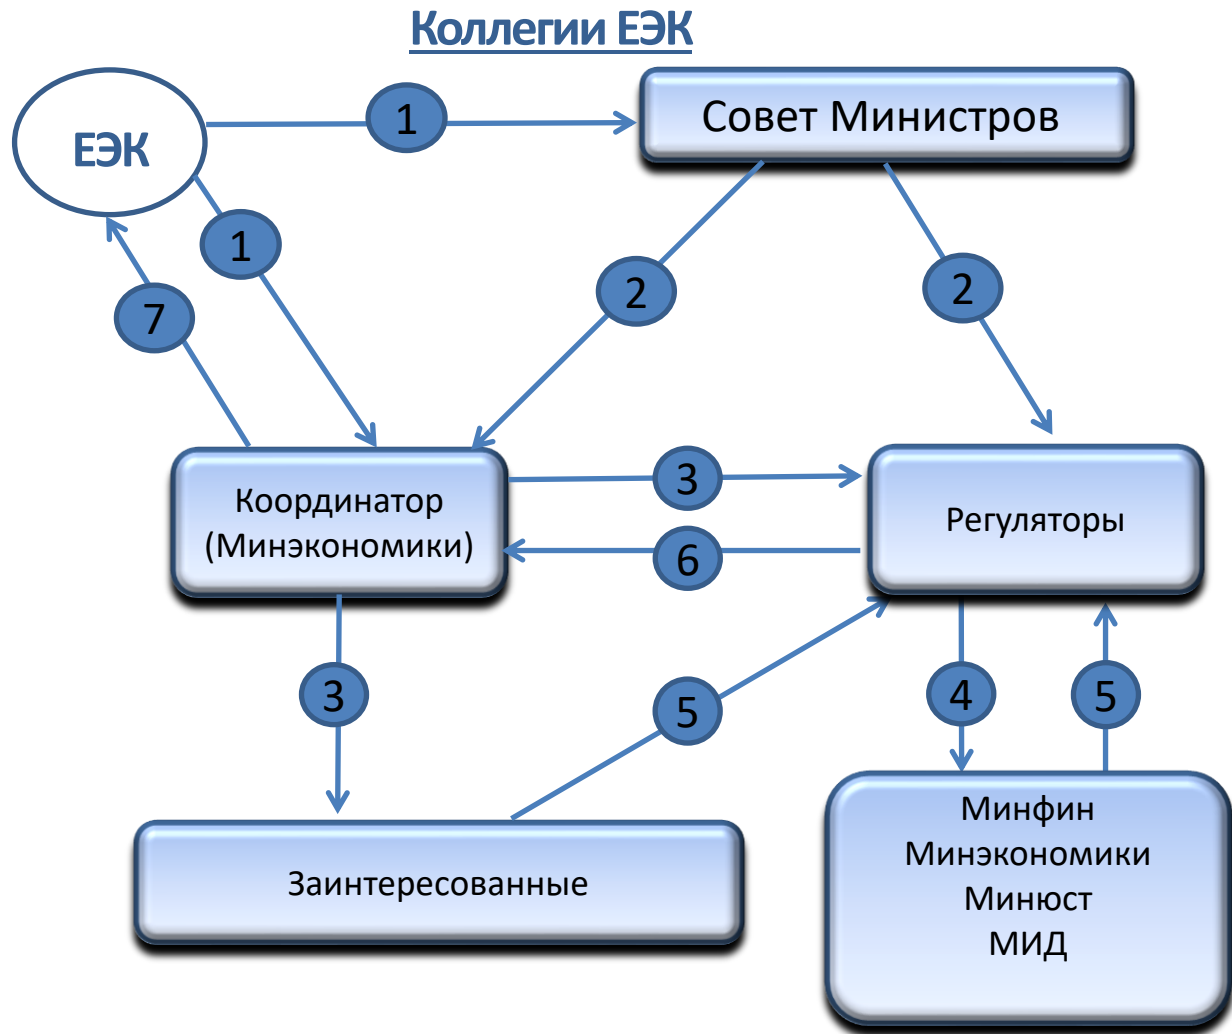 Коллегии ЕЭК
ЕЭК
1
Совет Министров
1
2
2
7
Координатор
(Минэкономики)
3
Регуляторы
6
3
5
4
5
Заинтересованные
Минфин
Минэкономики
Минюст
МИД